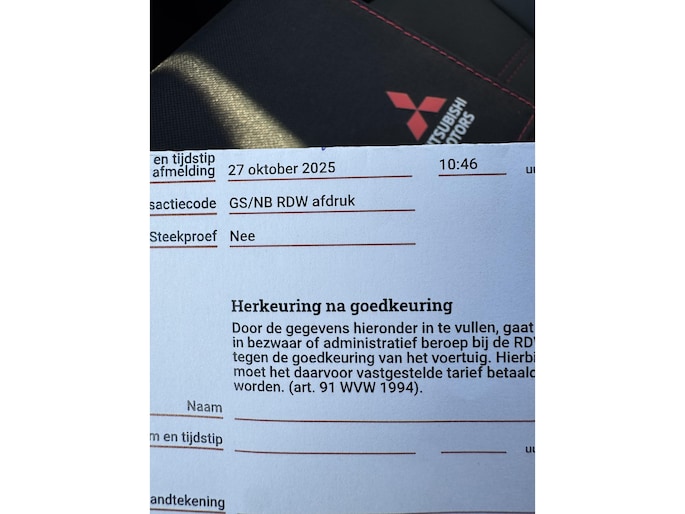 MITSUBISHI
MOTORS
en tijdstip
afmelding 27 oktober 2025 10:46 uu
sactiecode GS/NB RDW afdruk
Steekproef Nee
Herkeuring na goedkeuring
Door de gegevens hieronder in te vullen, gaat
in bezwaar of administratief beroep bij de RDW
tegen de goedkeuring van het voertuig. Hierbi
moet het daarvoor vastgestelde tarief betaald
worden. (art. 91 WVW 1994).
Naam
m en tijdstip uu
andtekening